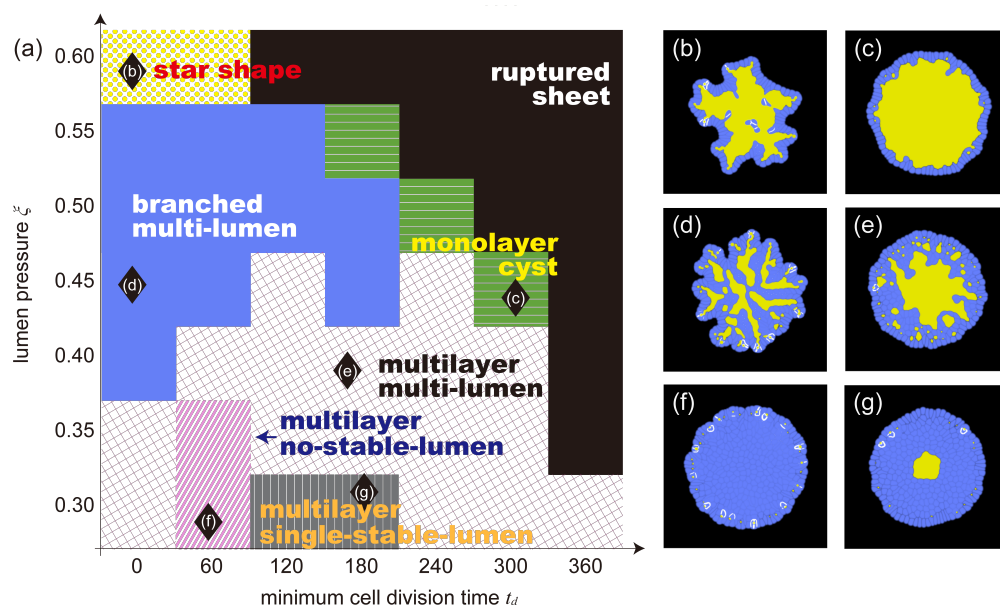 (a)
0.60
0.55
0.50
0.45
0.40
0.35
0.30
lumen pressure ξ
(b)
star shape
ruptured
sheet
branched
multi-lumen
monolayer
cyst
(d)
(c)
(e)
multilayer
multi-lumen
multilayer
no-stable-lumen
(g)
(f)
multilayer
single-stable-lumen
0 60 120 180 240 300 360
minimum cell division time t_d
(b)
(c)
(d)
(e)
(f)
(g)